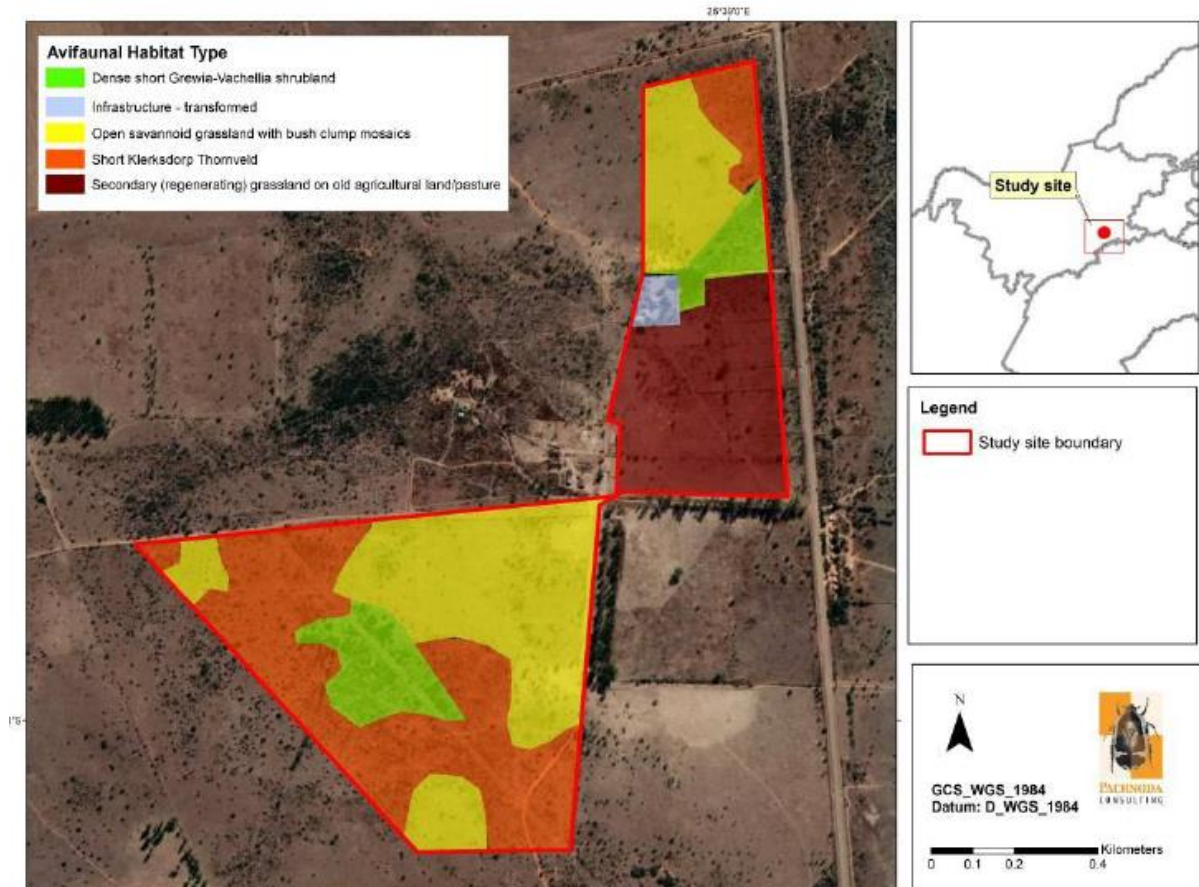 26°39'0"E
Avifaunal Habitat Type
Dense short Grewia-Vachellia shrubland
Infrastructure - transformed
Open savannoid grassland with bush clump mosaics
Short Klerksdorp Thornveld
Secondary (regenerating) grassland on old agricultural land/pasture
Study site
Legend
Study site boundary
N
GCS_WGS_1984
Datum: D_WGS_1984
PACHNODA
CONSULTING
Kilometers
0 0.1 0.2 0.4